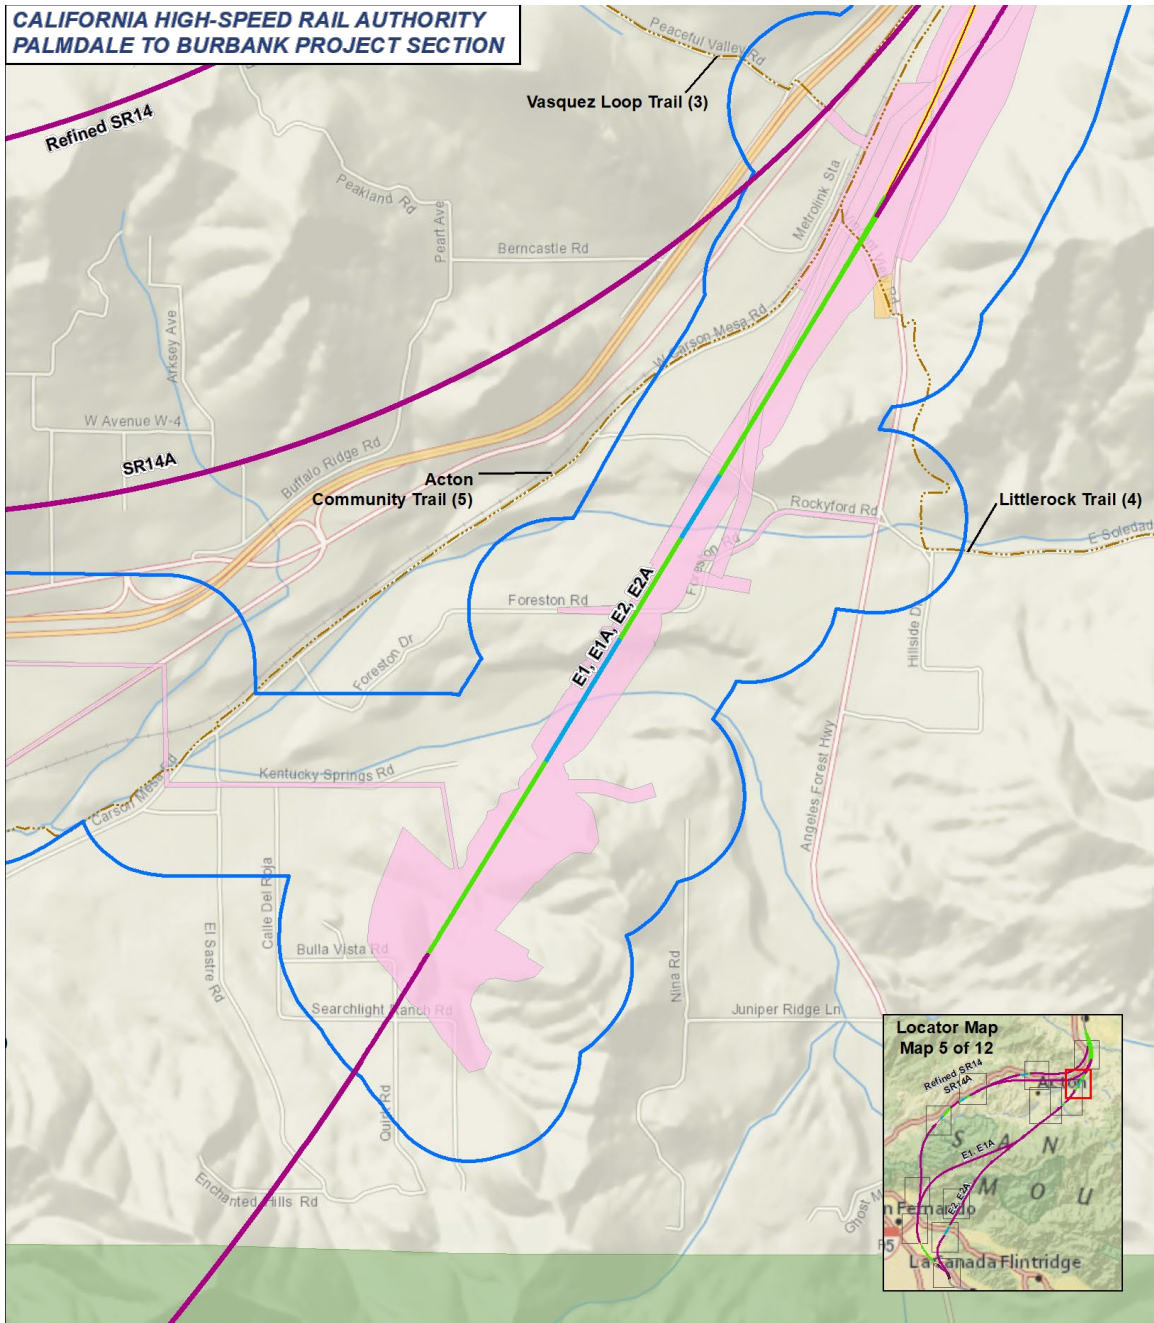 CALIFORNIA HIGH-SPEED RAIL AUTHORITY
PALMDALE TO BURBANK PROJECT SECTION
Peaceful Valley Rd
Vasquez Loop Trail (3)
Refined SR14
Peakland Rd
Metrolink Sta
Peart Ave
Berncastle Rd
Arksey Ave
W Carson Mesa Rd
W Avenue W-4
SR14A
Buffalo Ridge Rd
Acton
Community Trail (5)
Rockyford Rd
Littlerock Trail (4)
E Soledad
Foreston Rd
Foreston Rd
E1, E1A, E2, E2A
Foreston Dr
Hillside D
Kentucky Springs Rd
Carson Mesa Rd
Angeles Forest Hwy
Calle Del Roja
El Sastre Rd
Bulla Vista Rd
Nina Rd
Searchlight Ranch Rd
Juniper Ridge Ln
Quirk Rd
Enchanted Hills Rd
Ghost M
Locator Map
Map 5 of 12
Refined SR14
SR14A
Acton
S A N
E1, E1A
M O U
E2, E2A
n Fernando
La Canada Flintridge